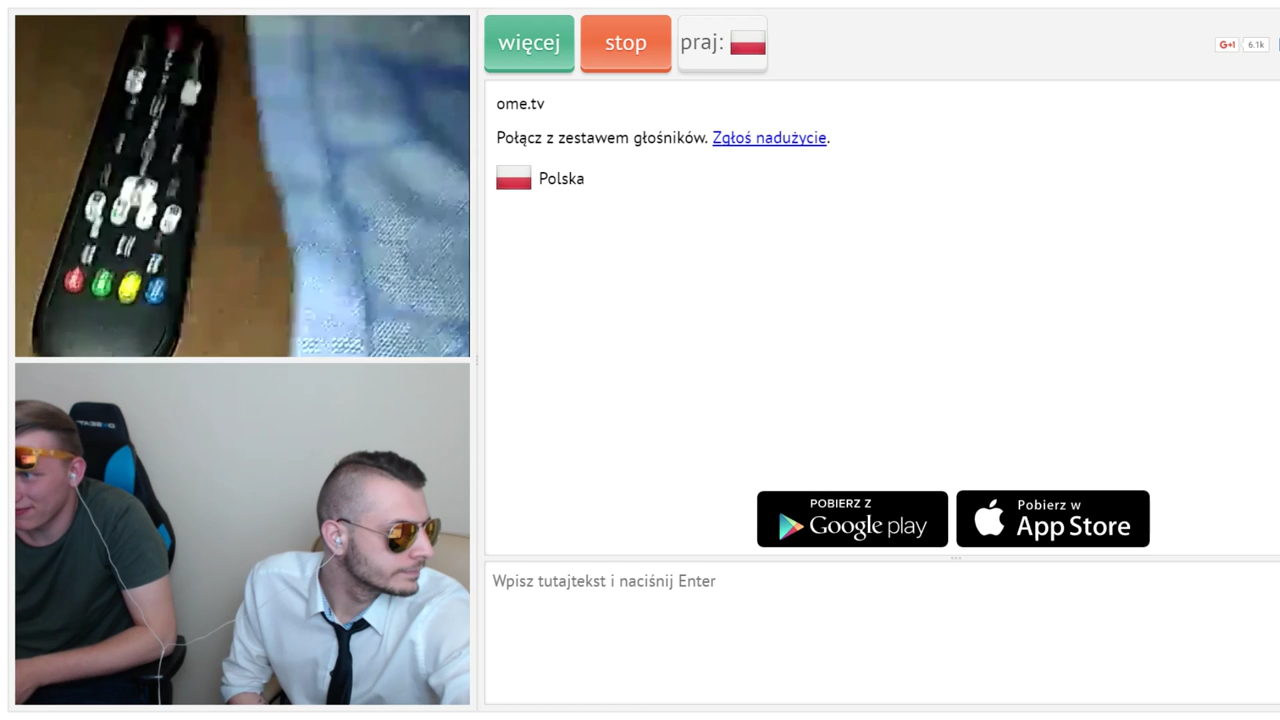 więcej
stop
praj:
G+1
6.1k
ome.tv
Połącz z zestawem głośników. Zgłoś nadużycie.
Polska
POBIERZ Z
Google play
Pobierz w
App Store
Wpisz tutajtekst i naciśnij Enter